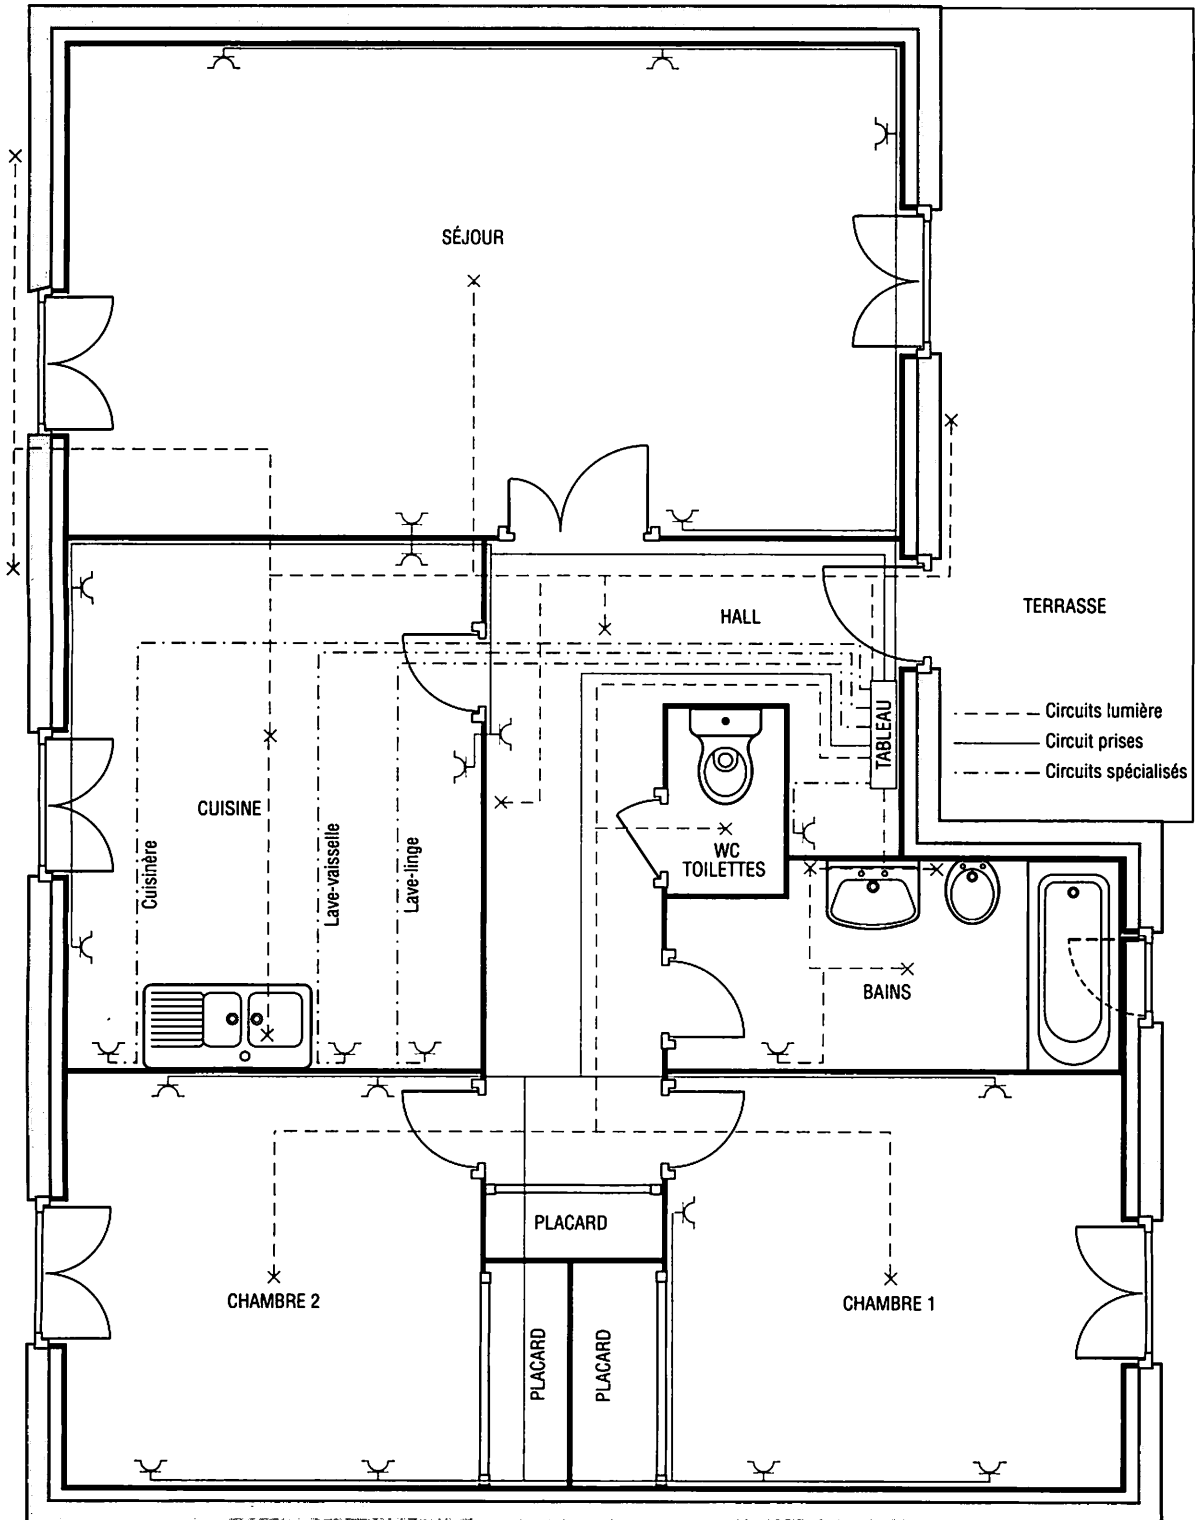 SÉJOUR
TERRASSE
HALL
Circuits lumière
Circuit prises
Circuits spécialisés
TABLEAU
CUISINE
Cuisinère
Lave-vaisselle
Lave-linge
WC
TOILETTES
BAINS
PLACARD
CHAMBRE 2
CHAMBRE 1
PLACARD
PLACARD